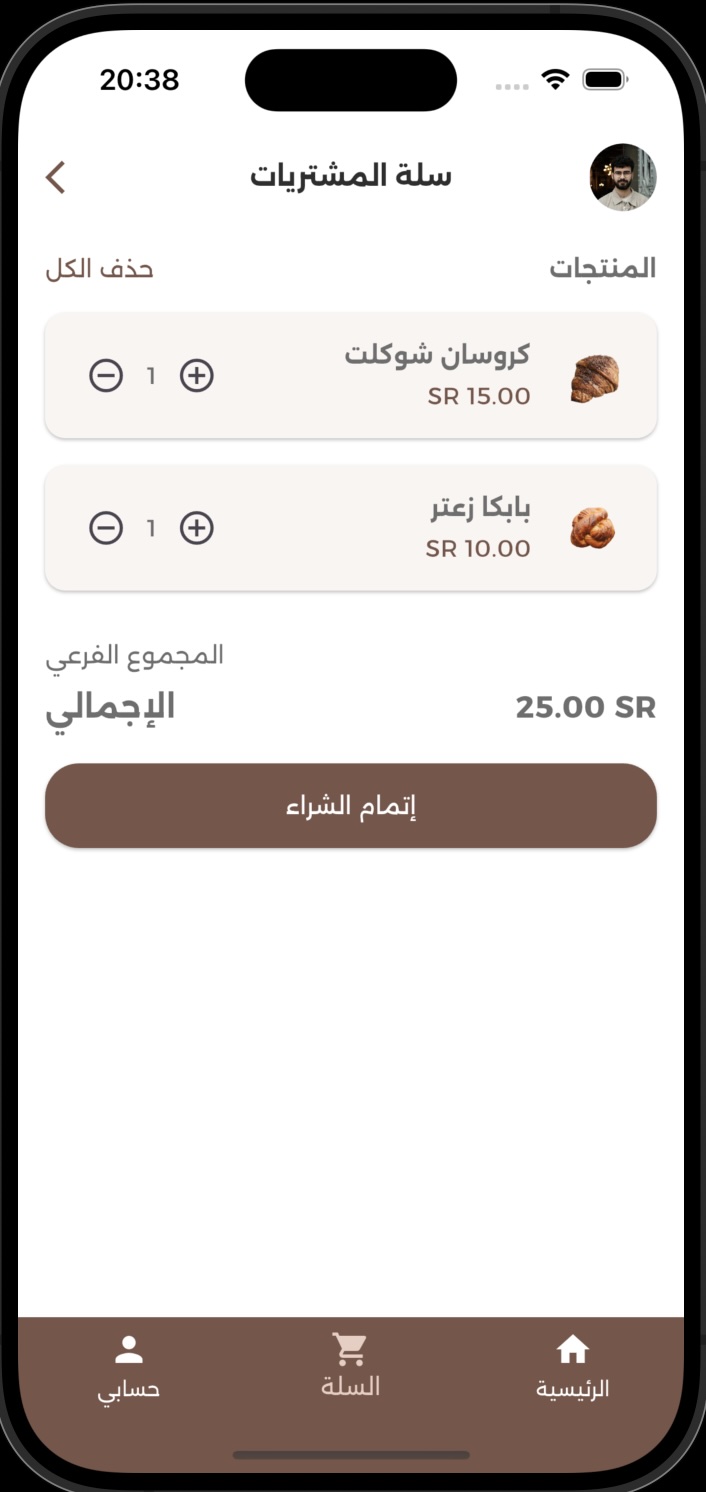 20:38
سلة المشتريات
المنتجات
حذف الكل
كروسان شوكلت
SR 15.00
1
بابكا زعتر
SR 10.00
1
المجموع الفرعي
25.00 SR
الإجمالي
إتمام الشراء
الرئيسية
السلة
حسابي